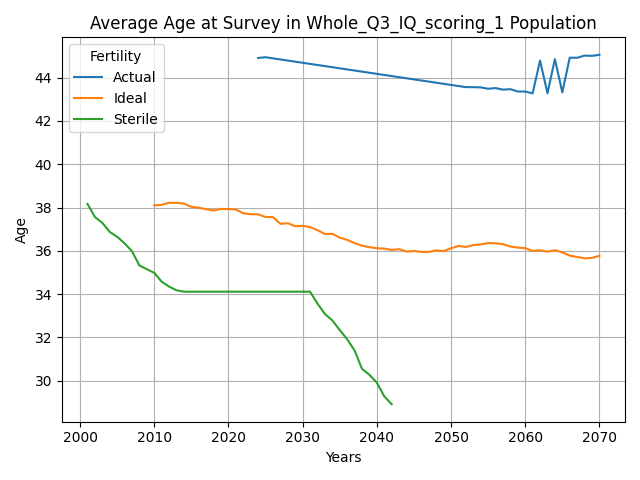 Average Age at Survey in Whole_Q3_IQ_scoring_1 Population
Fertility
Actual
Ideal
Sterile
Age
44
42
40
38
36
34
32
30
2000 2010 2020 2030 2040 2050 2060 2070
Years